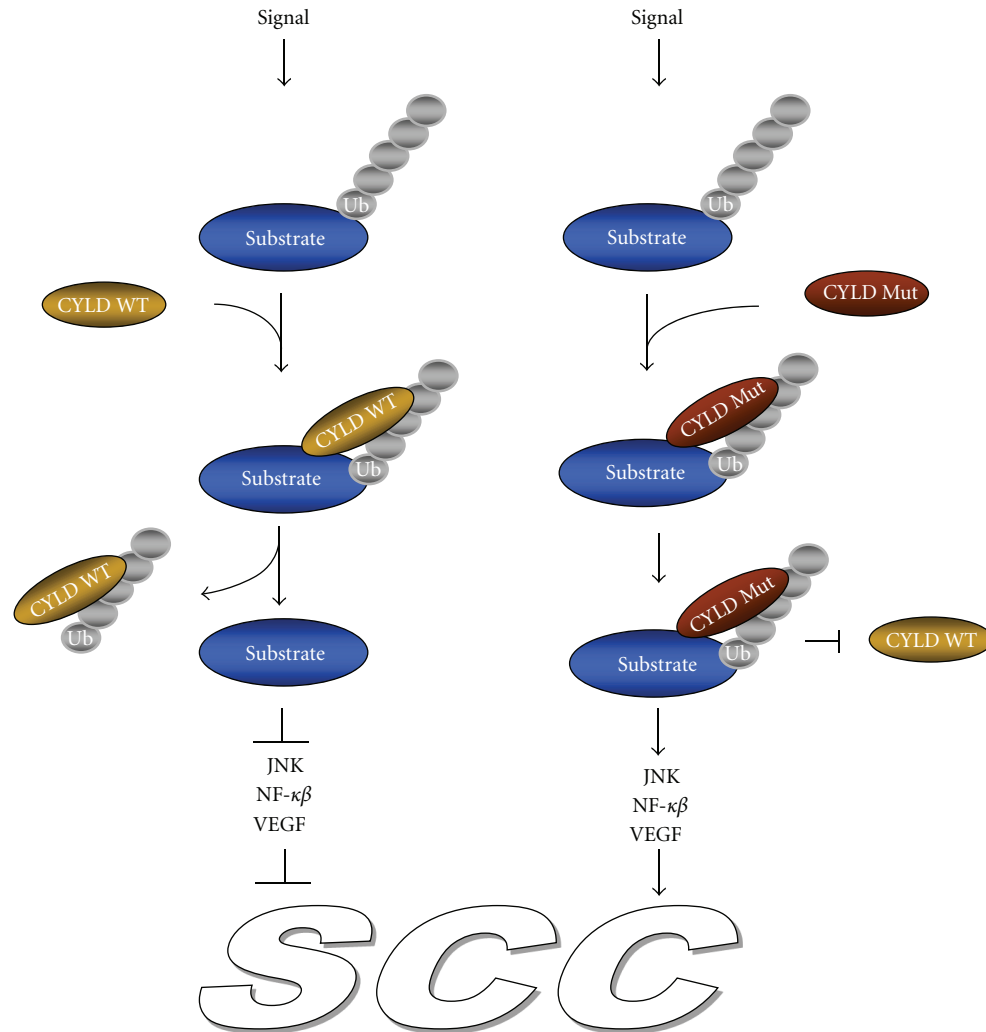 Signal
Signal
Ub
Ub
Substrate
Substrate
CYLD WT
CYLD Mut
CYLD WT
CYLD Mut
Ub
Ub
Substrate
Substrate
CYLD WT
Ub
CYLD Mut
Ub
CYLD WT
Substrate
Substrate
JNK
NF-κβ
VEGF
JNK
NF-κβ
VEGF
SCC